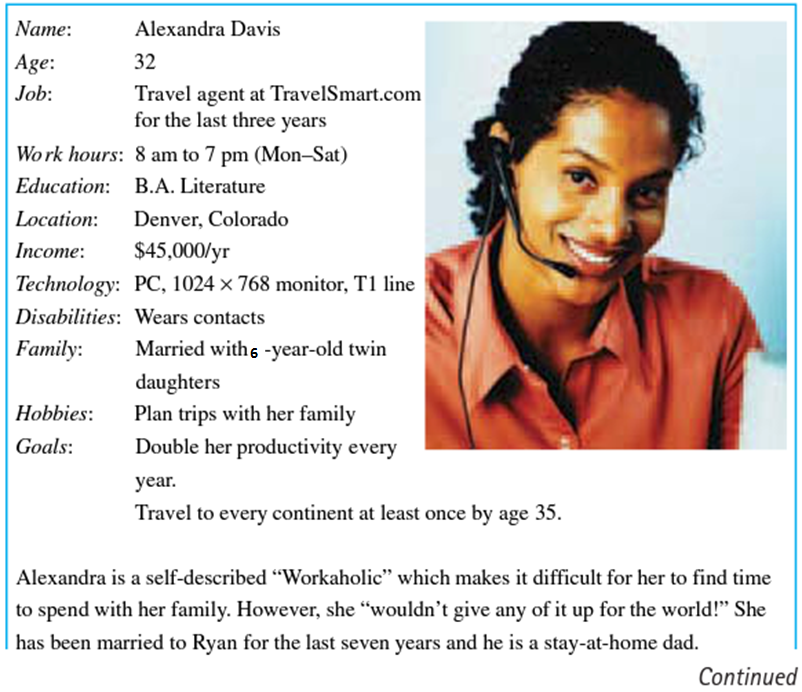 Name: Alexandra Davis
Age: 32
Job: Travel agent at TravelSmart.com
for the last three years
Work hours: 8 am to 7 pm (Mon–Sat)
Education: B.A. Literature
Location: Denver, Colorado
Income: $45,000/yr
Technology: PC, 1024 × 768 monitor, T1 line
Disabilities: Wears contacts
Family: Married with 6 -year-old twin
daughters
Hobbies: Plan trips with her family
Goals: Double her productivity every
year.
Travel to every continent at least once by age 35.
Alexandra is a self-described “Workaholic” which makes it difficult for her to find time
to spend with her family. However, she “wouldn’t give any of it up for the world!” She
has been married to Ryan for the last seven years and he is a stay-at-home dad.
Continued